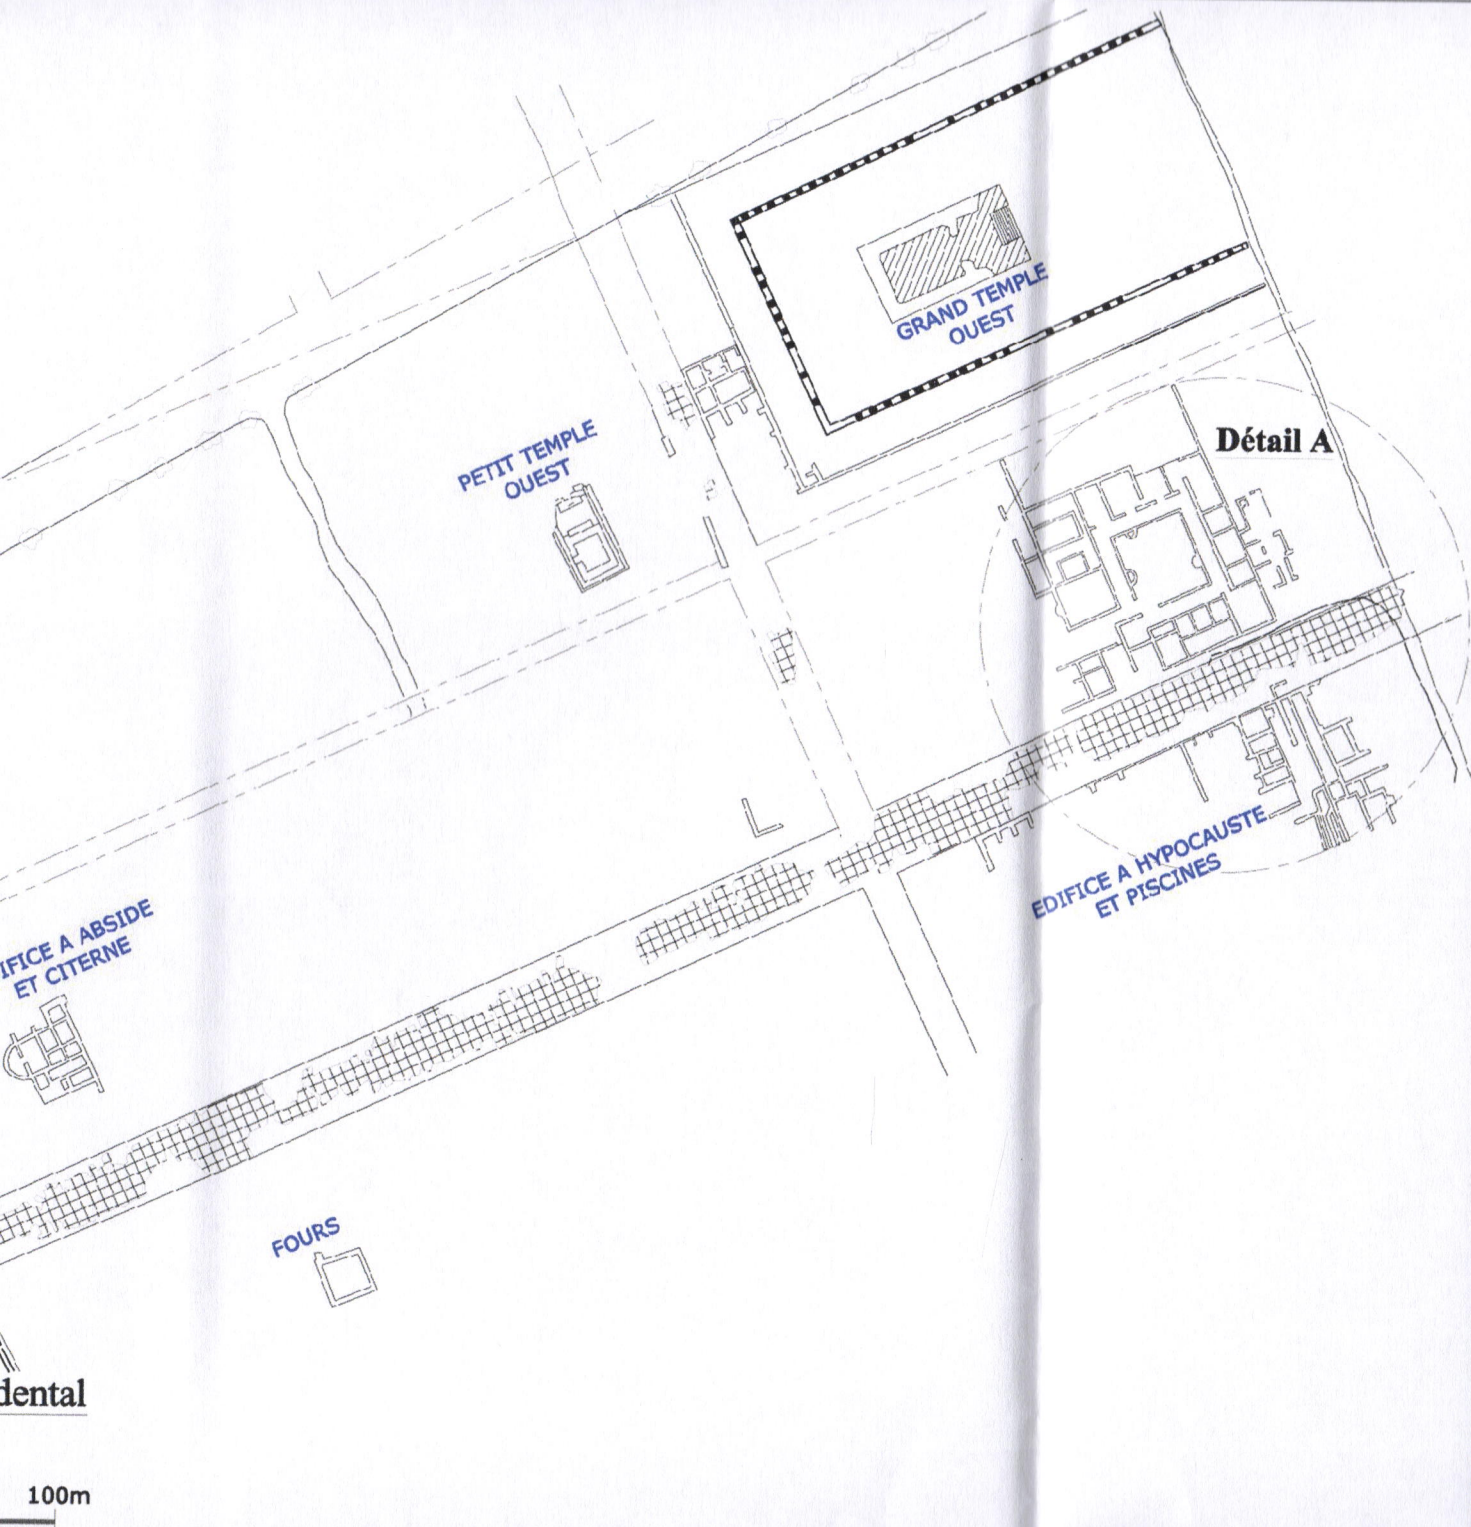 GRAND TEMPLE
OUEST
Détail A
PETIT TEMPLE
OUEST
EDIFICE A HYPOCAUSTE
ET PISCINES
IFICE A ABSIDE
ET CITERNE
FOURS
dental
100m